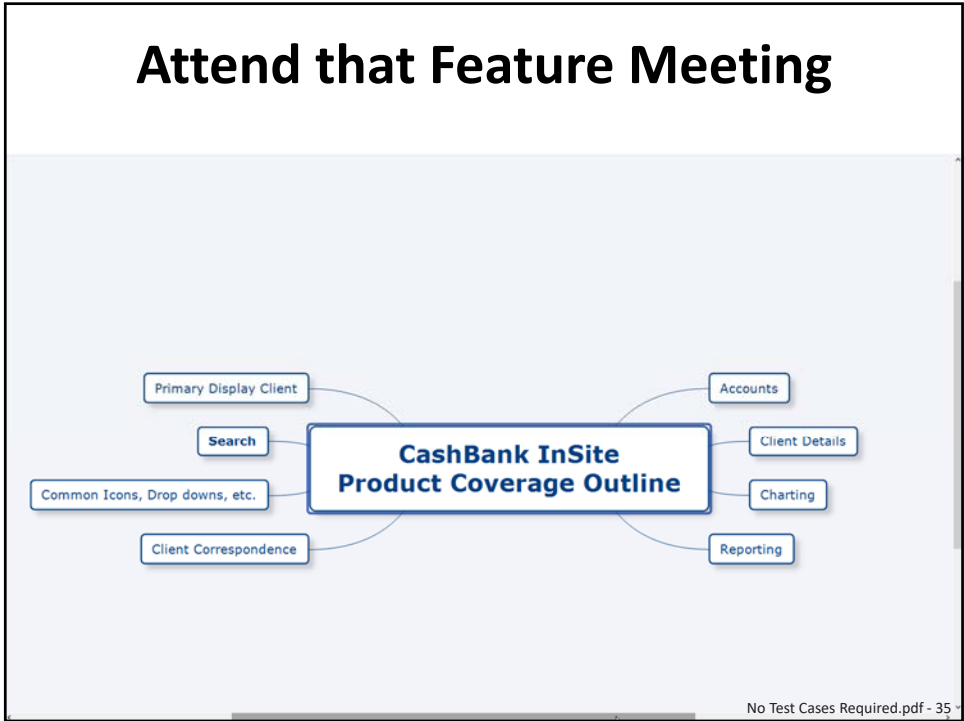 Attend that Feature Meeting
Primary Display Client
Search
Common Icons, Drop downs, etc.
Client Correspondence
CashBank InSite
Product Coverage Outline
Accounts
Client Details
Charting
Reporting
No Test Cases Required.pdf - 35